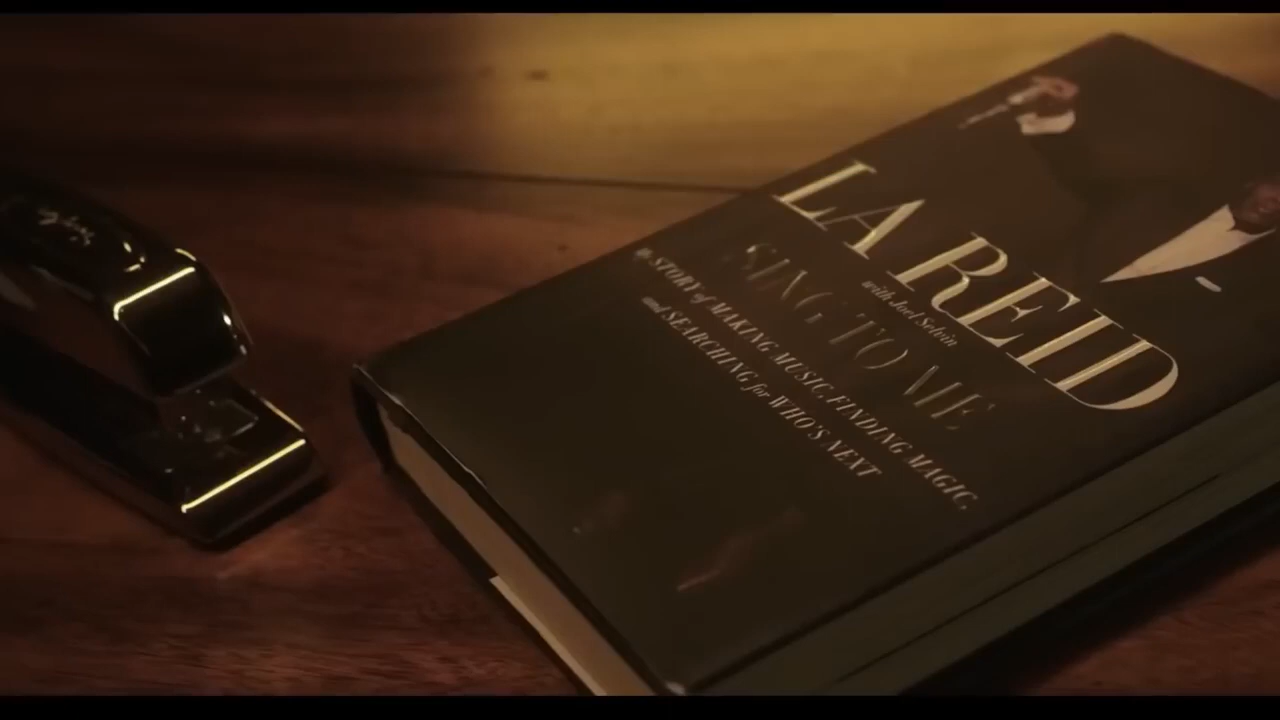 LA REID
with Joel Selvin
SING TO ME
My STORY of MAKING MUSIC, FINDING MAGIC,
and SEARCHING for WHO'S NEXT